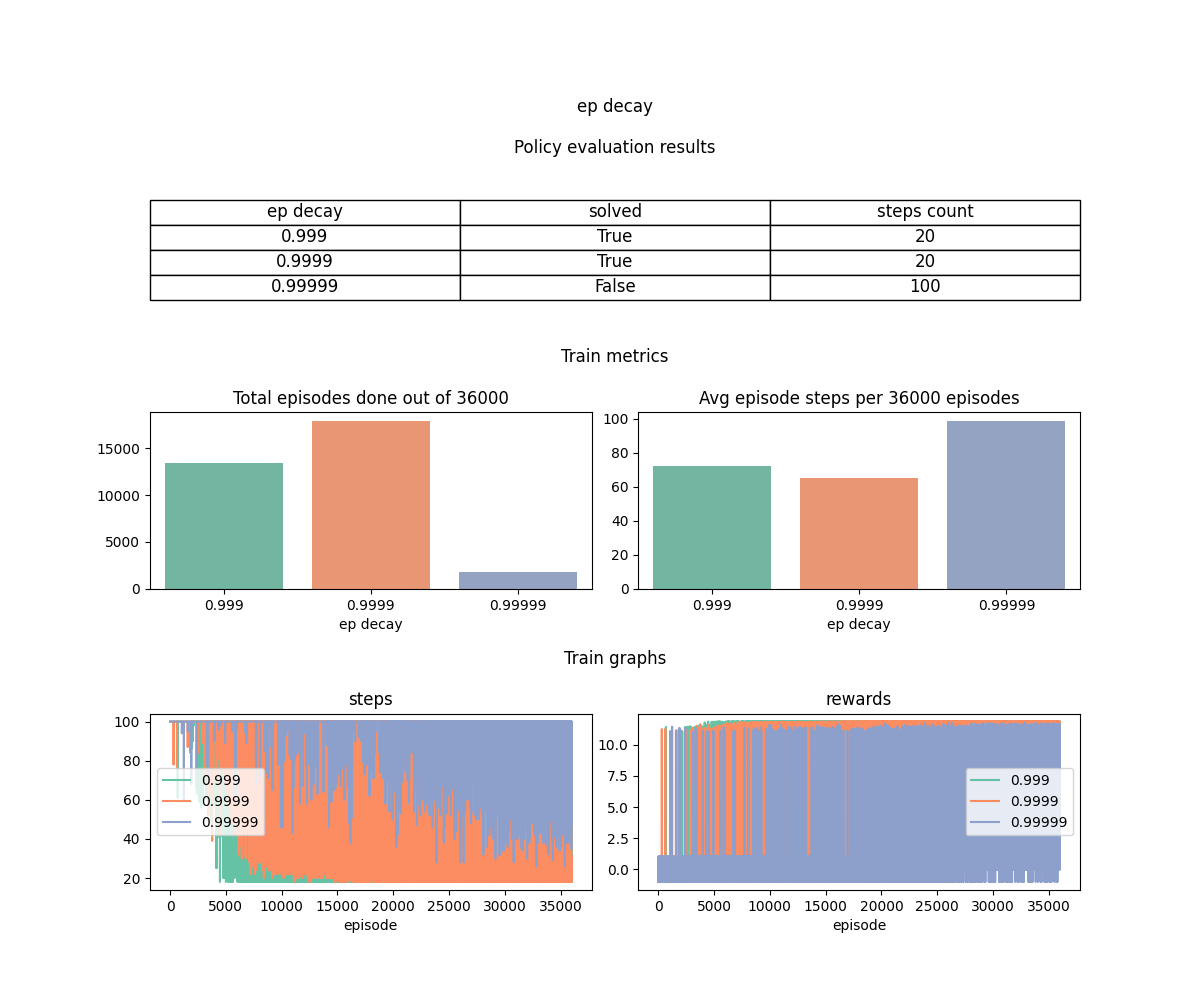 ep decay
Policy evaluation results
ep decay solved steps count
0.999 True 20
0.9999 True 20
0.99999 False 100
Train metrics
Total episodes done out of 36000
15000
10000
5000
0
0.999 0.9999 0.99999
ep decay
Avg episode steps per 36000 episodes
100
80
60
40
20
0
0.999 0.9999 0.99999
ep decay
Train graphs
steps
100
80
60
40
20
0.999
0.9999
0.99999
0 5000 10000 15000 20000 25000 30000 35000
episode
rewards
10.0
7.5
5.0
2.5
0.0
0.999
0.9999
0.99999
0 5000 10000 15000 20000 25000 30000 35000
episode